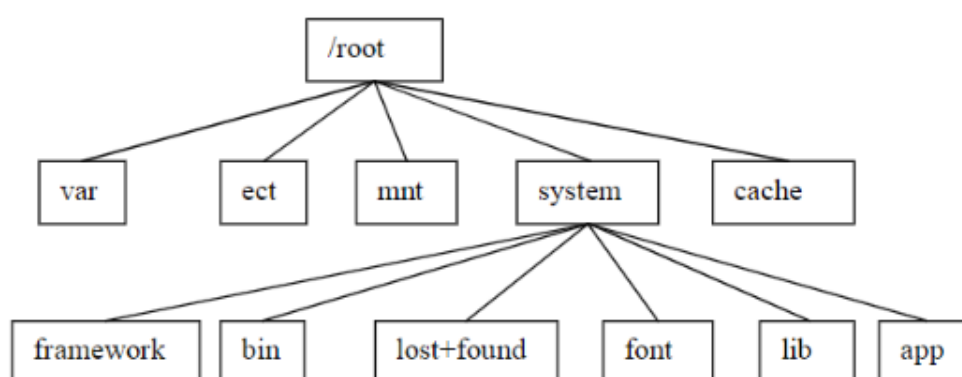 /root
var
ect
mnt
system
cache
framework
bin
lost+found
font
lib
app